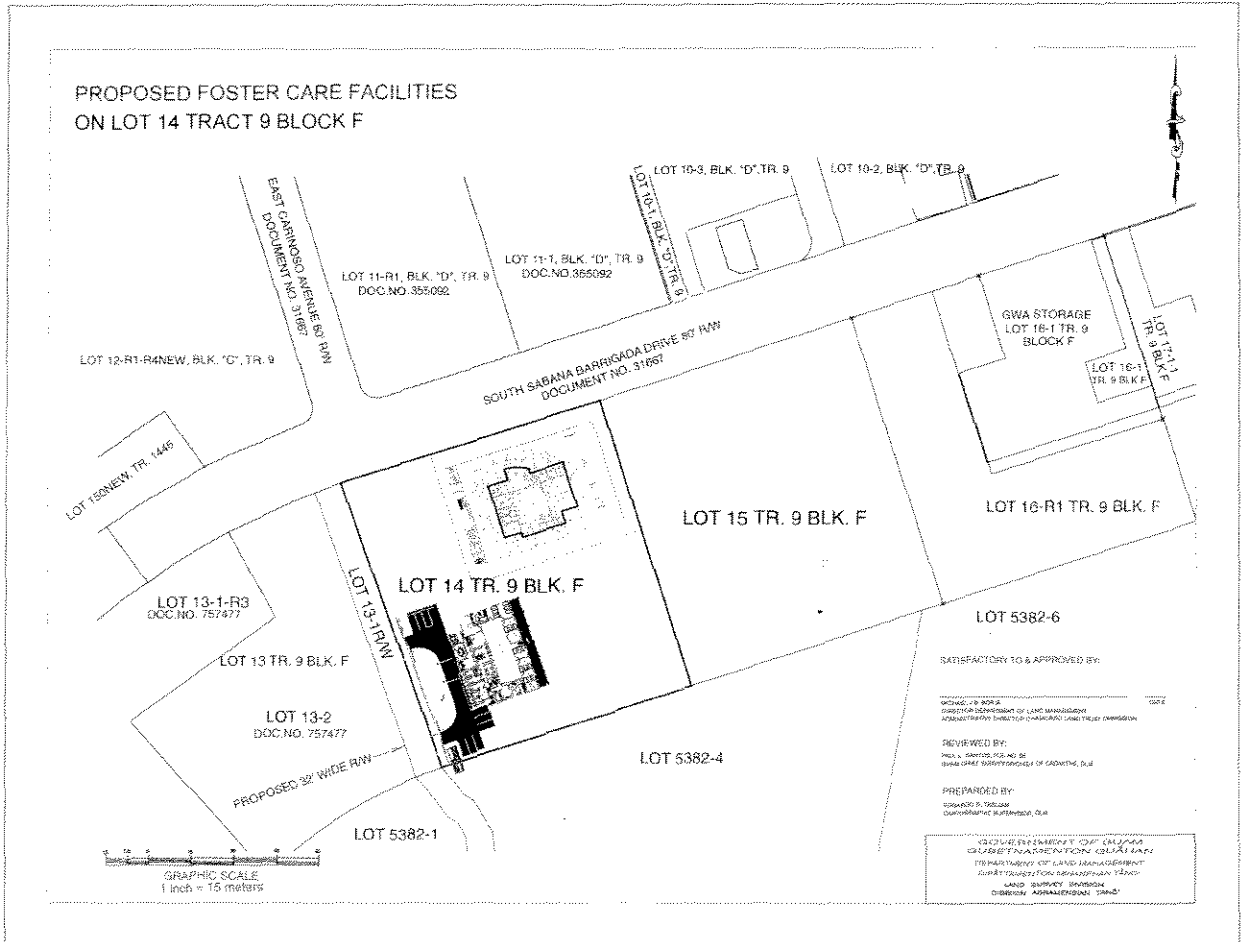 PROPOSED FOSTER CARE FACILITIES
ON LOT 14 TRACT 9 BLOCK F
LOT 10-3, BLK. "D", TR. 9
LOT 10-2, BLK. "D", TR. 9
LOT 10-1, BLK. "D", TR. 9
EAST CARINOSO AVENUE 60' R/W
DOCUMENT NO. 31667
LOT 11-R1, BLK. "D", TR. 9
DOC.NO. 355092
LOT 11-1, BLK. "D", TR. 9
DOC.NO. 355092
LOT 12-R1-R4NEW, BLK. "C", TR. 9
SOUTH SABANA BARRIGADA DRIVE 80' R/W
DOCUMENT NO. 31667
GWA STORAGE
LOT 16-1 TR. 9
BLOCK F
LOT 17-1-1
TR. 9 BLK F
LOT 16-1
TR. 9 BLK F
LOT 150NEW, TR. 1445
LOT 15 TR. 9 BLK. F
LOT 16-R1 TR. 9 BLK. F
LOT 14 TR. 9 BLK. F
LOT 13-1R/W
LOT 13-1-R3
DOC.NO. 757477
LOT 13 TR. 9 BLK. F
LOT 13-2
DOC.NO. 757477
LOT 5382-6
PROPOSED 32' WIDE R/W
LOT 5382-4
LOT 5382-1
SATISFACTORY TO & APPROVED BY:
DATE
DIRECTOR DEPARTMENT OF LAND MANAGEMENT
REVIEWED BY:
PREPARED BY:
GRAPHIC SCALE
1 inch = 15 meters
GOVERNMENT OF GUAM
DEPARTMENT OF LAND MANAGEMENT
LAND SURVEY DIVISION